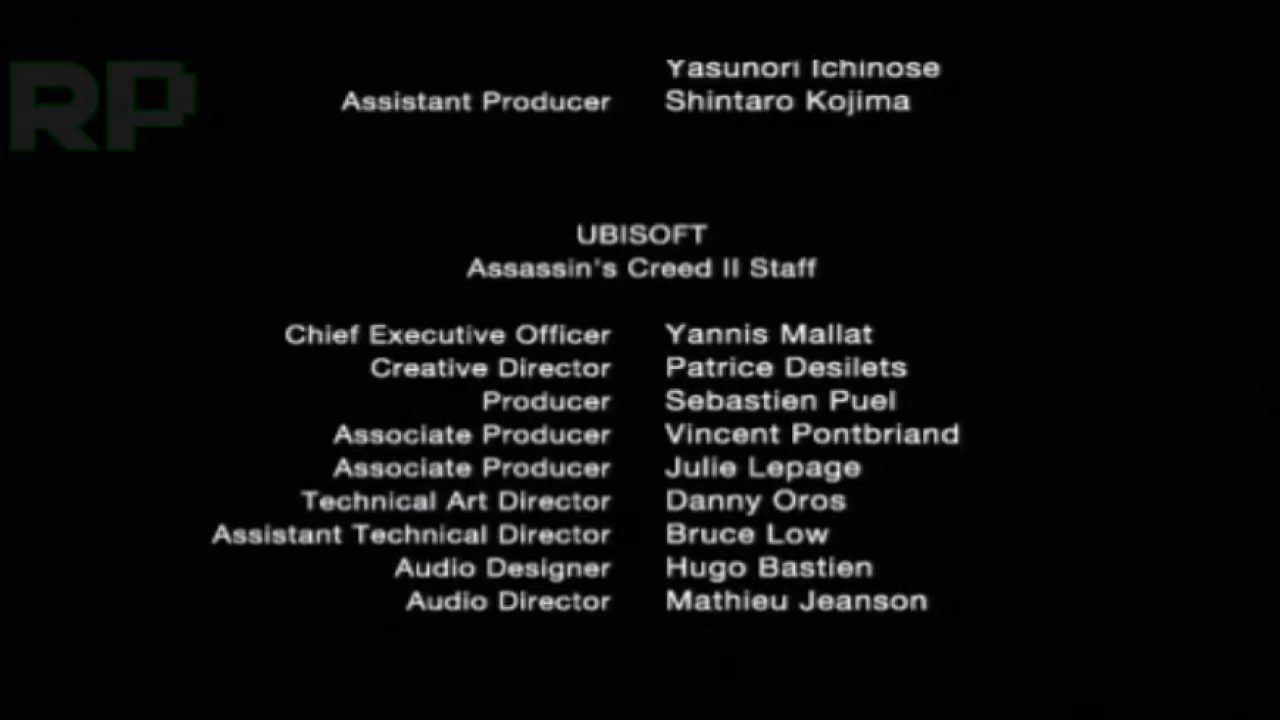 RP
Yasunori Ichinose
Assistant Producer Shintaro Kojima
UBISOFT
Assassin's Creed II Staff
Chief Executive Officer Yannis Mallat
Creative Director Patrice Desilets
Producer Sebastien Puel
Associate Producer Vincent Pontbriand
Associate Producer Julie Lepage
Technical Art Director Danny Oros
Assistant Technical Director Bruce Low
Audio Designer Hugo Bastien
Audio Director Mathieu Jeanson